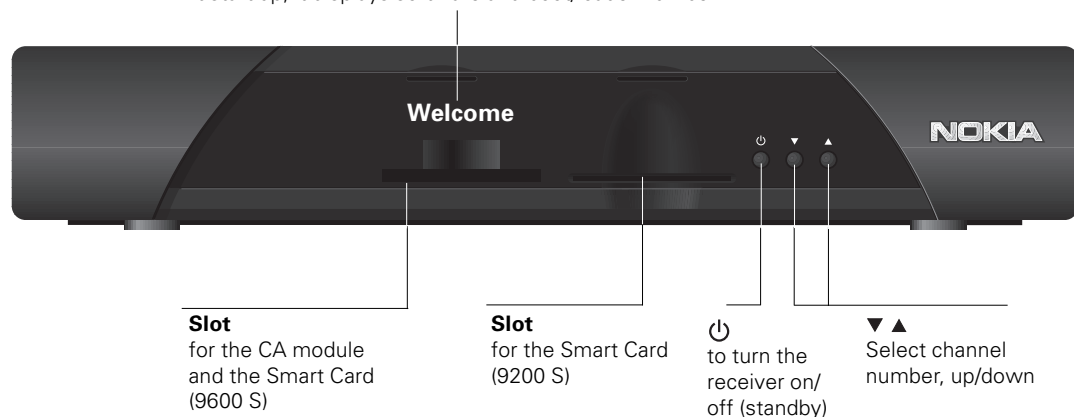 Welcome
NOKIA
Slot
for the CA module
and the Smart Card
(9600 S)
Slot
for the Smart Card
(9200 S)
to turn the
receiver on/
off (standby)
▼ ▲
Select channel
number, up/down